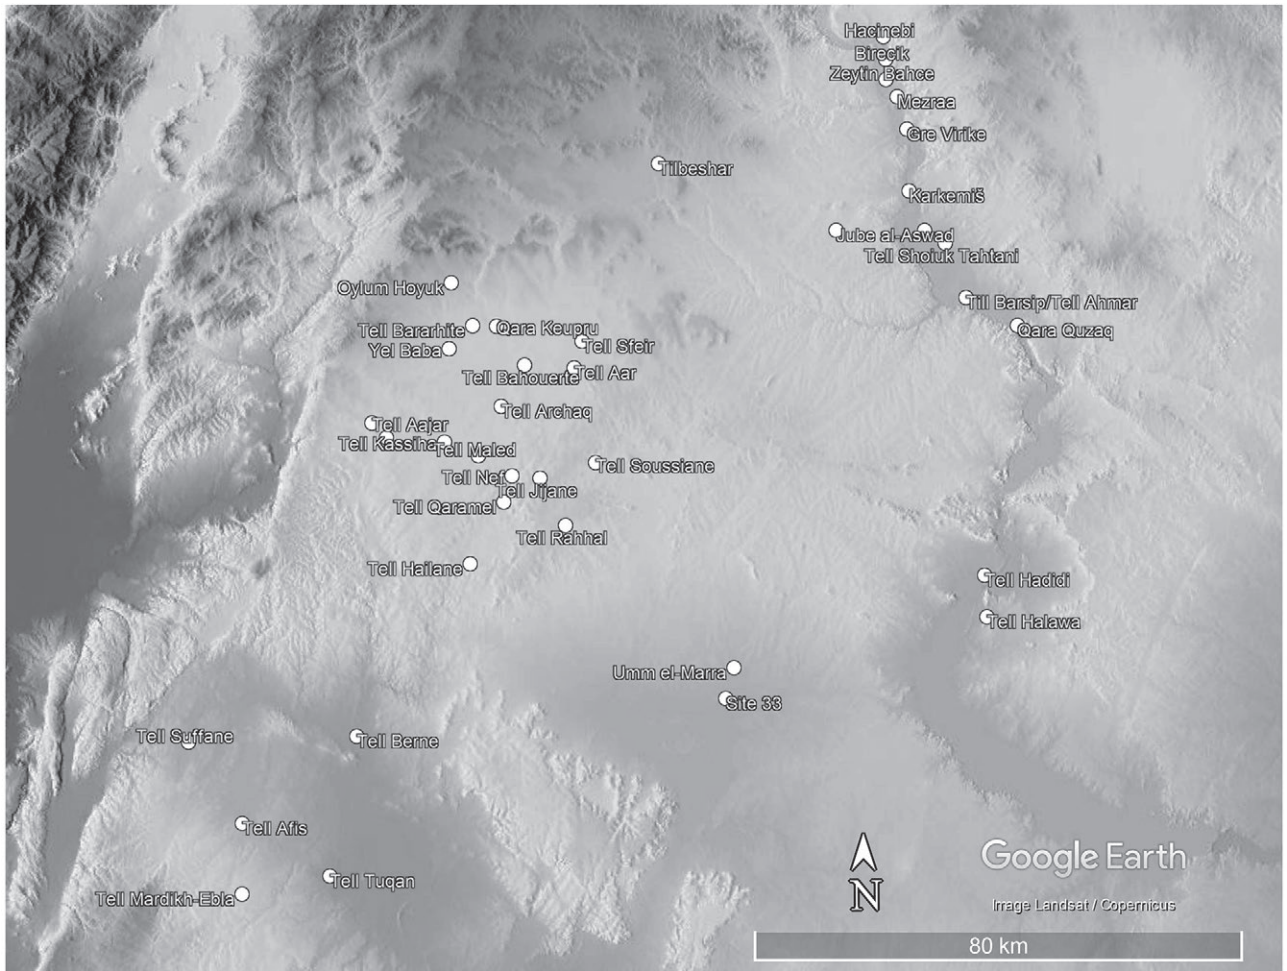 Hacinebi
Birecik
Zeytin Bahce
Mezraa
Gre Virike
Tilbeshar
Karkemiš
Jube al-Aswad
Tell Shoiuk Tahtani
Oylum Hoyuk
Till Barsip/Tell Ahmar
Tell Bararhite
Qara Keupru
Qara Quzaq
Yel Baba
Tell Sfeir
Tell Bahouerte
Tell Aar
Tell Archaq
Tell Aajar
Tell Kassiha
Tell Maled
Tell Soussiane
Tell Nef
Tell Jijane
Tell Qaramel
Tell Rahhal
Tell Hailane
Tell Hadidi
Tell Halawa
Umm el-Marra
Site 33
Tell Suffane
Tell Berne
Tell Afis
Tell Tuqan
Tell Mardikh-Ebla
N
Google Earth
Image Landsat / Copernicus
80 km